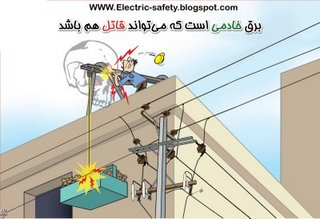 www.Electric-safety.blogspot.com
برق خادمی است که می‌تواند قاتل هم باشد